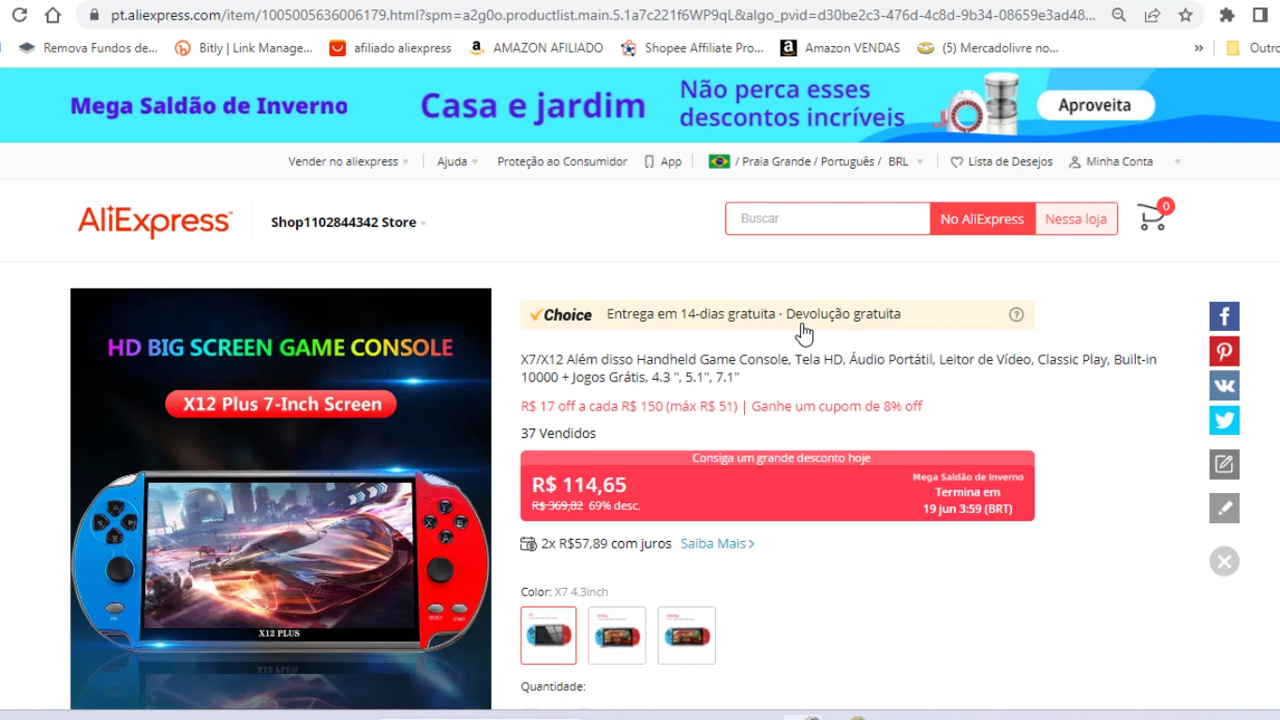 pt.aliexpress.com/item/1005005636006179.html?spm=a2g0o.productlist.main.5.1a7c221f6WP9qL&algo_pvid=d30be2c3-476d-4c8d-9b34-08659e3ad48...
Remova Fundos de... Bitly | Link Manage... afiliado aliexpress AMAZON AFILIADO Shopee Affiliate Pro... Amazon VENDAS (5) Mercadolivre no... » Outro
Mega Saldão de Inverno Casa e jardim Não perca esses
descontos incríveis Aproveita
Vender no aliexpress Ajuda Proteção ao Consumidor App / Praia Grande / Português / BRL Lista de Desejos Minha Conta
AliExpress Shop1102844342 Store Buscar No AliExpress Nessa loja 0
HD BIG SCREEN GAME CONSOLE
X12 Plus 7-Inch Screen
X12 PLUS
Choice Entrega em 14-dias gratuita · Devolução gratuita ?
X7/X12 Além disso Handheld Game Console, Tela HD, Áudio Portátil, Leitor de Vídeo, Classic Play, Built-in
10000 + Jogos Grátis, 4.3 ", 5.1", 7.1"
R$ 17 off a cada R$ 150 (máx R$ 51) | Ganhe um cupom de 8% off
37 Vendidos
Consiga um grande desconto hoje
R$ 114,65
R$ 369,82 69% desc.
Mega Saldão de Inverno
Termina em
19 jun 3:59 (BRT)
2x R$57,89 com juros Saiba Mais >
Color: X7 4.3inch
Quantidade: